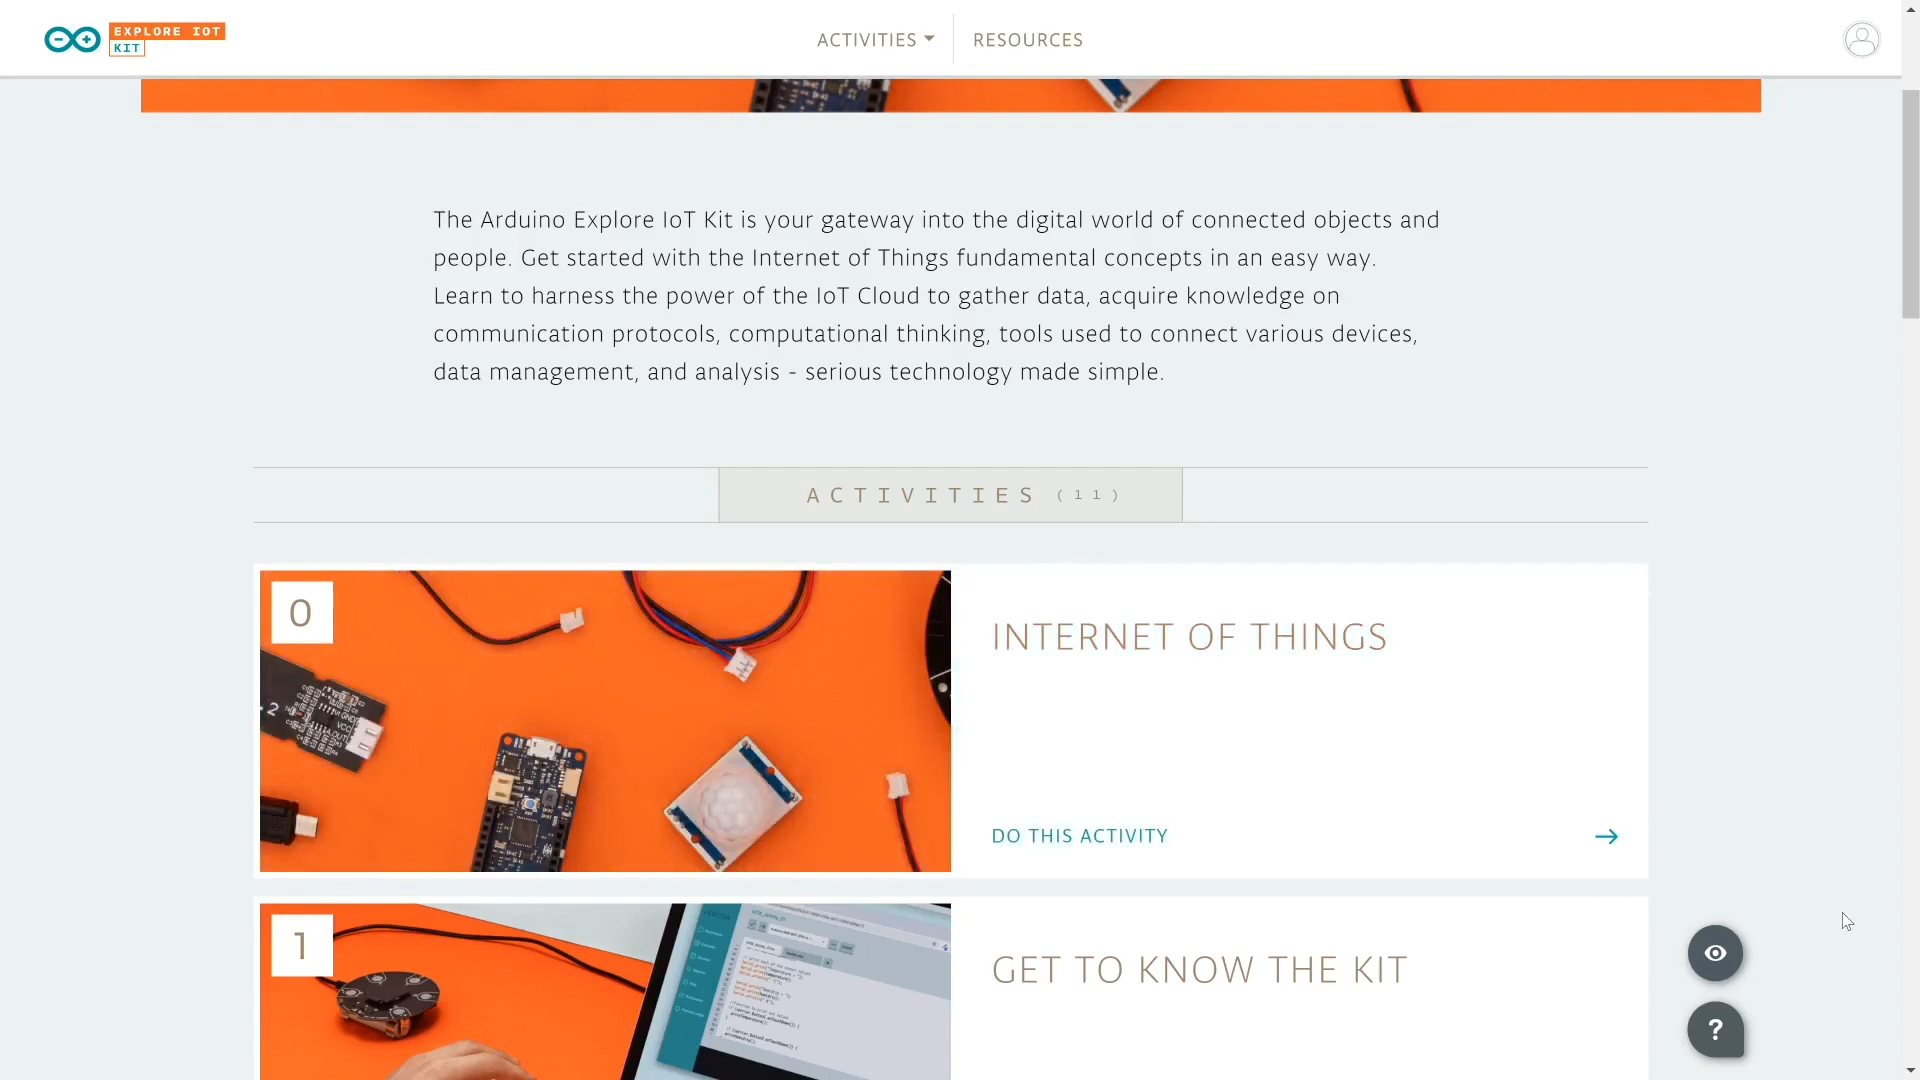 EXPLORE IOT
KIT
ACTIVITIES
RESOURCES
The Arduino Explore IoT Kit is your gateway into the digital world of connected objects and
people. Get started with the Internet of Things fundamental concepts in an easy way.
Learn to harness the power of the IoT Cloud to gather data, acquire knowledge on
communication protocols, computational thinking, tools used to connect various devices,
data management, and analysis - serious technology made simple.
ACTIVITIES (11)
0
INTERNET OF THINGS
DO THIS ACTIVITY
1
GET TO KNOW THE KIT
?